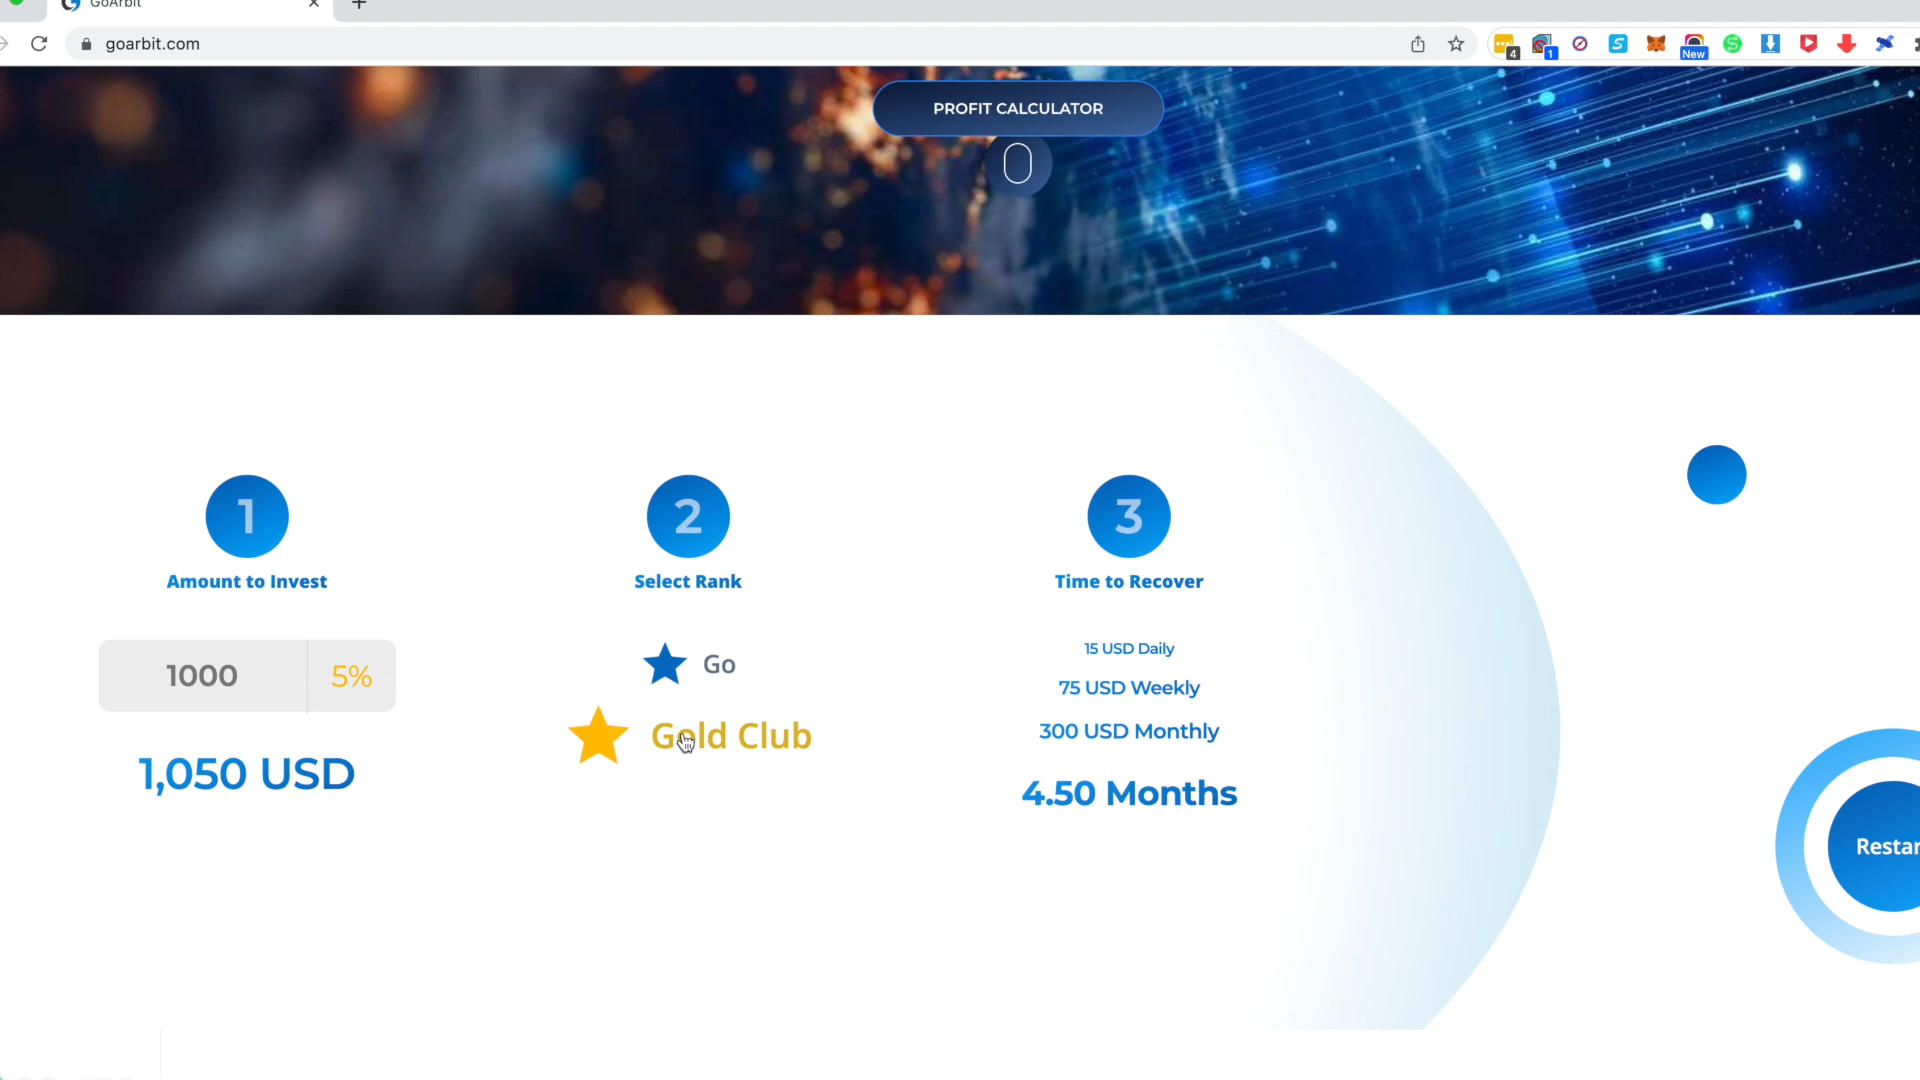 GoArbit
goarbit.com
4
1
New
PROFIT CALCULATOR
1
2
3
Amount to Invest
Select Rank
Time to Recover
1000
5%
1,050 USD
Go
Gold Club
15 USD Daily
75 USD Weekly
300 USD Monthly
4.50 Months
Restar